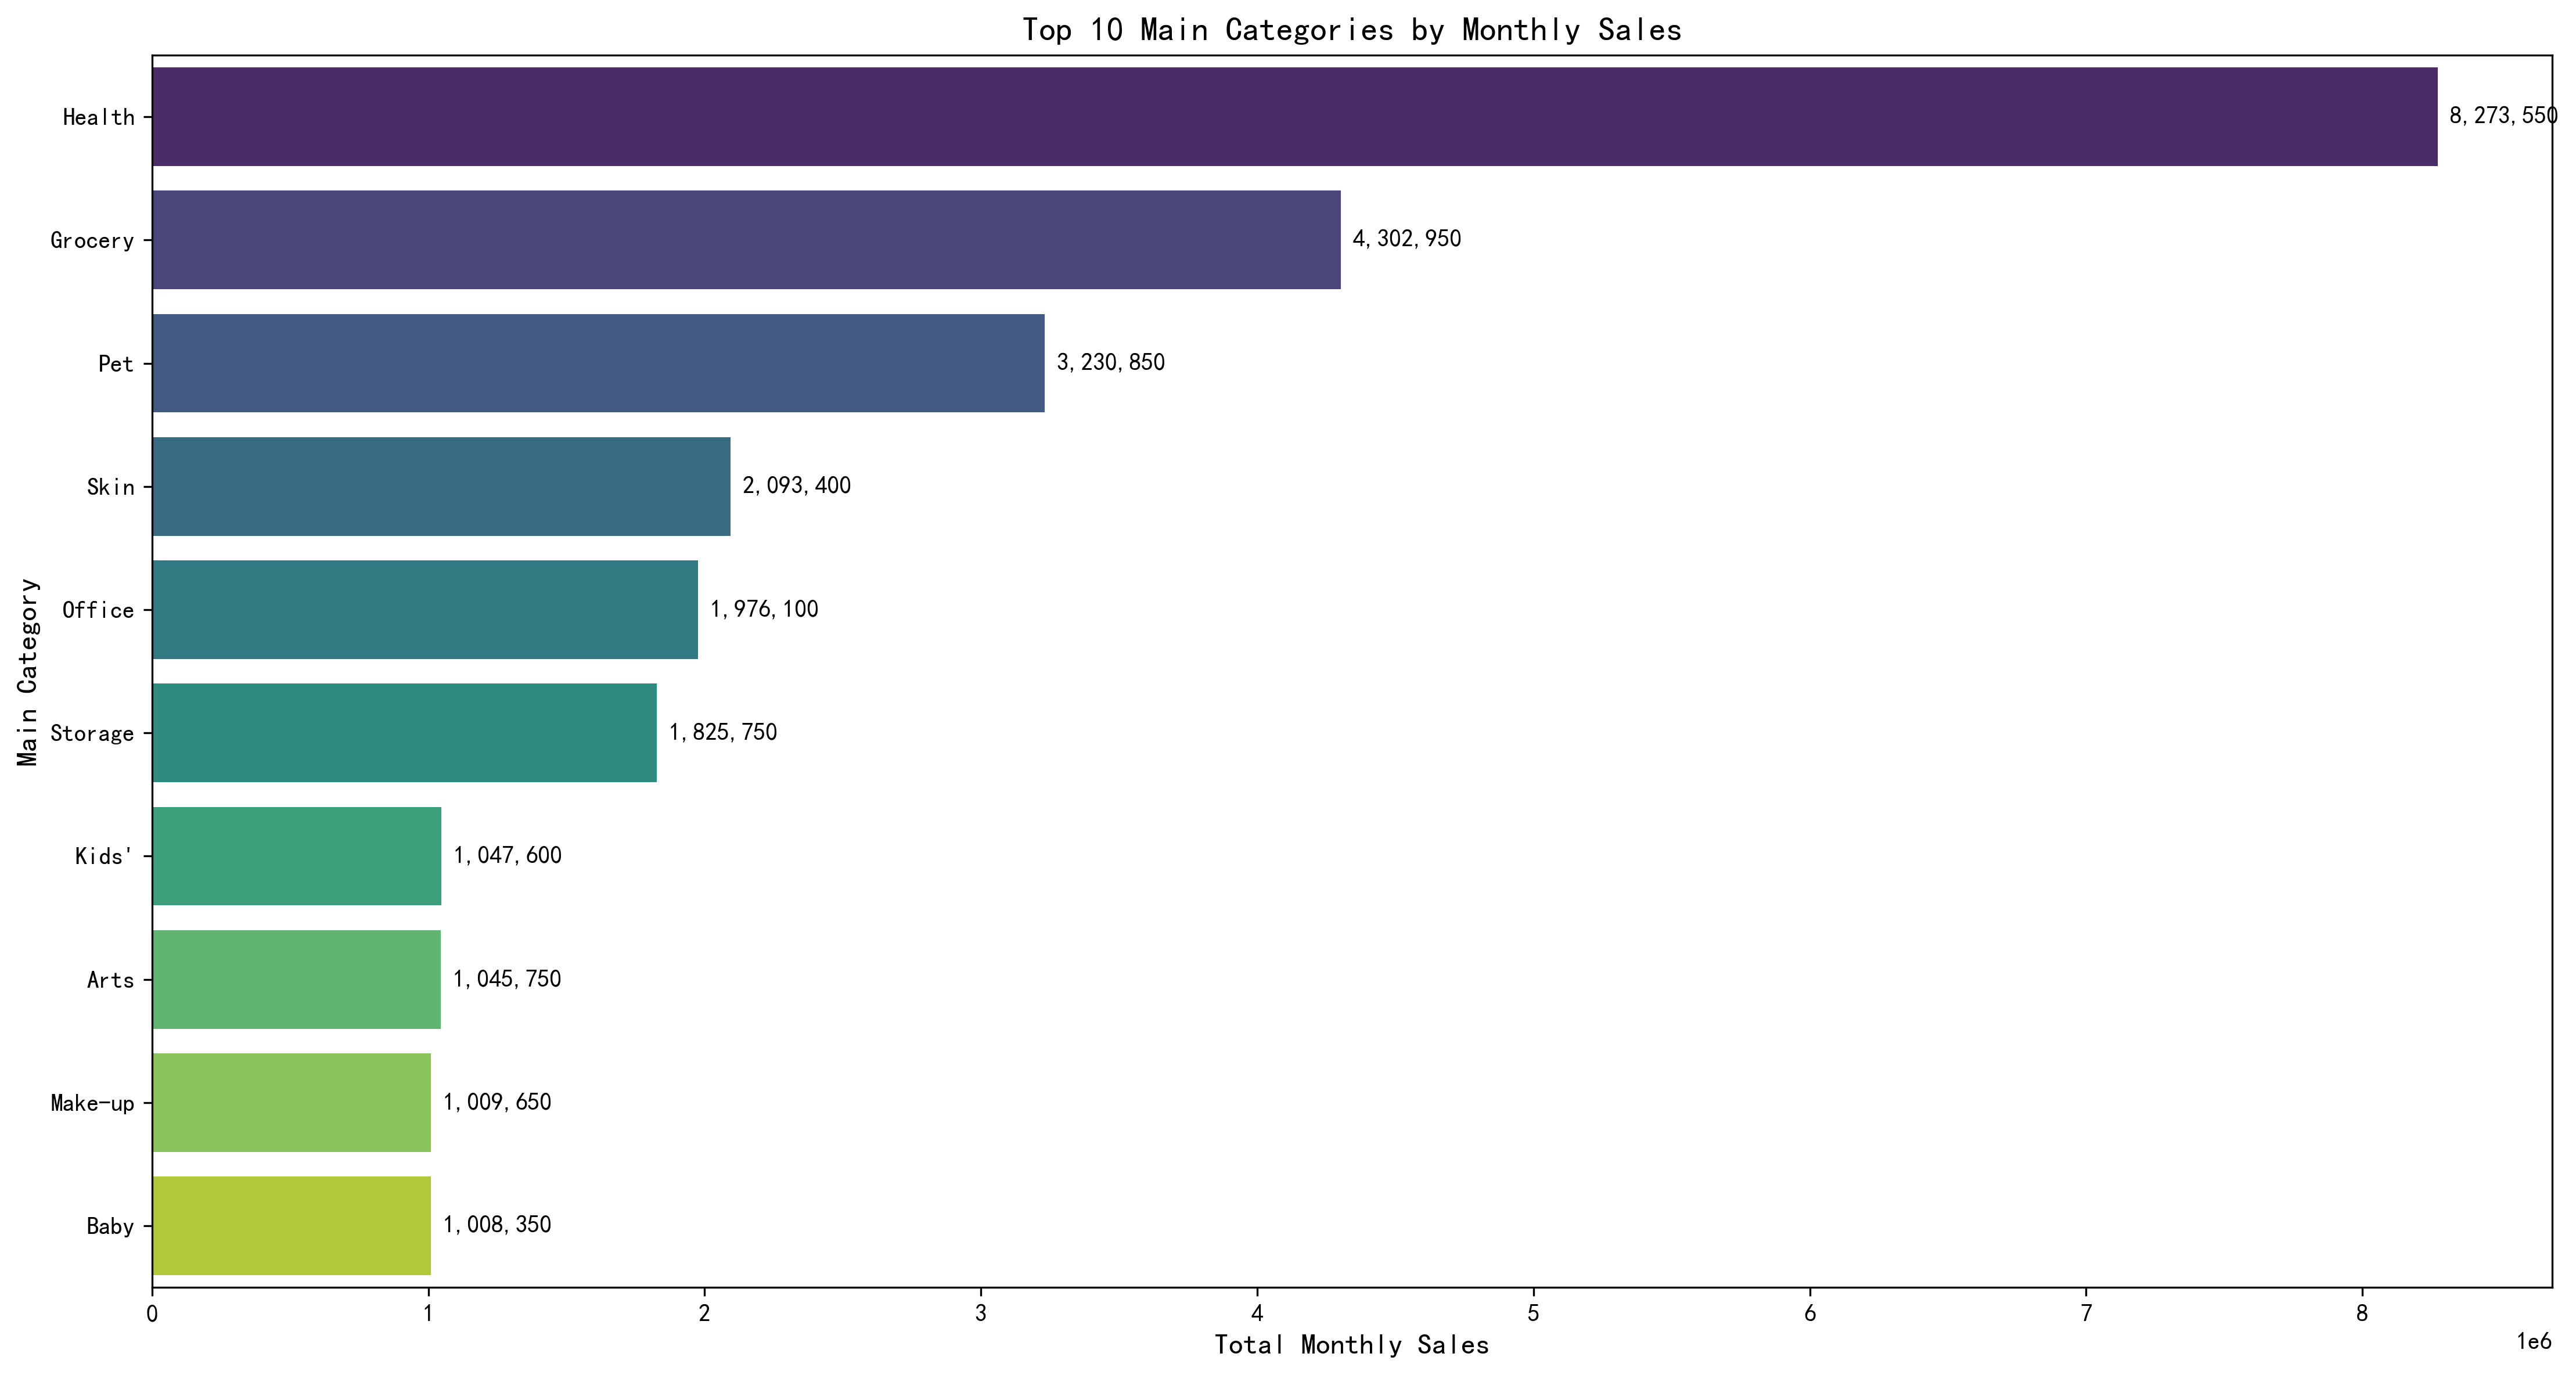 Top 10 Main Categories by Monthly Sales
Main Category
Health 8,273,550
Grocery 4,302,950
Pet 3,230,850
Skin 2,093,400
Office 1,976,100
Storage 1,825,750
Kids' 1,047,600
Arts 1,045,750
Make-up 1,009,650
Baby 1,008,350
0 1 2 3 4 5 6 7 8
1e6
Total Monthly Sales